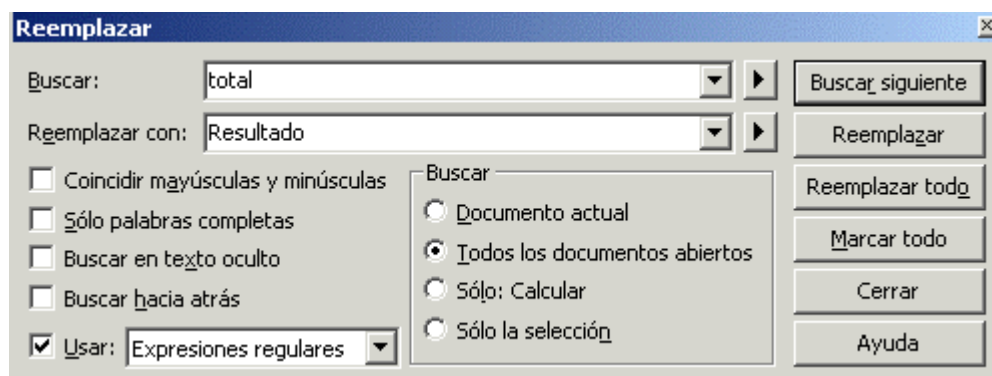 Reemplazar
Buscar: total
Buscar siguiente
Reemplazar con: Resultado
Reemplazar
Coincidir mayúsculas y minúsculas
Sólo palabras completas
Buscar en texto oculto
Buscar hacia atrás
Usar: Expresiones regulares
Buscar
Documento actual
Todos los documentos abiertos
Sólo: Calcular
Sólo la selección
Reemplazar todo
Marcar todo
Cerrar
Ayuda